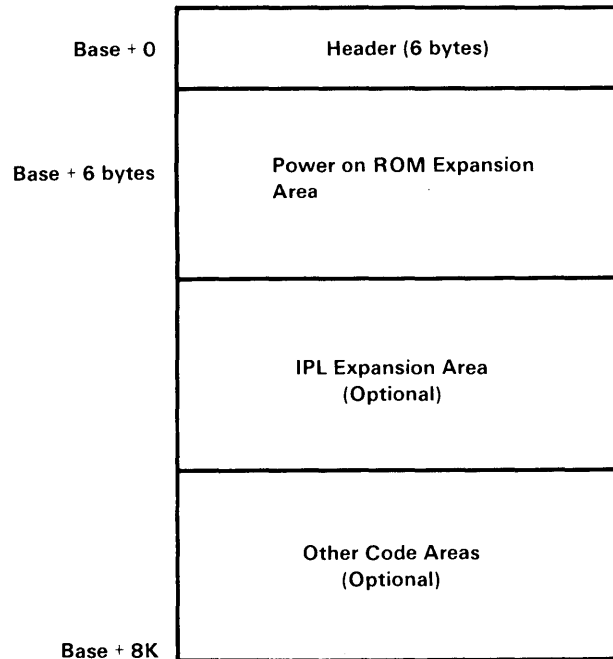 Base + 0
Header (6 bytes)
Base + 6 bytes
Power on ROM Expansion
Area
IPL Expansion Area
(Optional)
Other Code Areas
(Optional)
Base + 8K